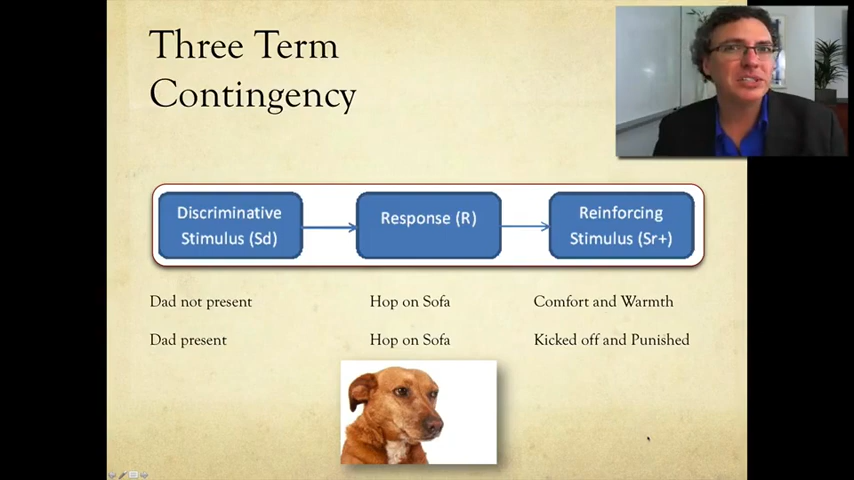 Three Term
Contingency
Discriminative
Stimulus (Sd)
Response (R)
Reinforcing
Stimulus (Sr+)
Dad not present
Hop on Sofa
Comfort and Warmth
Dad present
Hop on Sofa
Kicked off and Punished